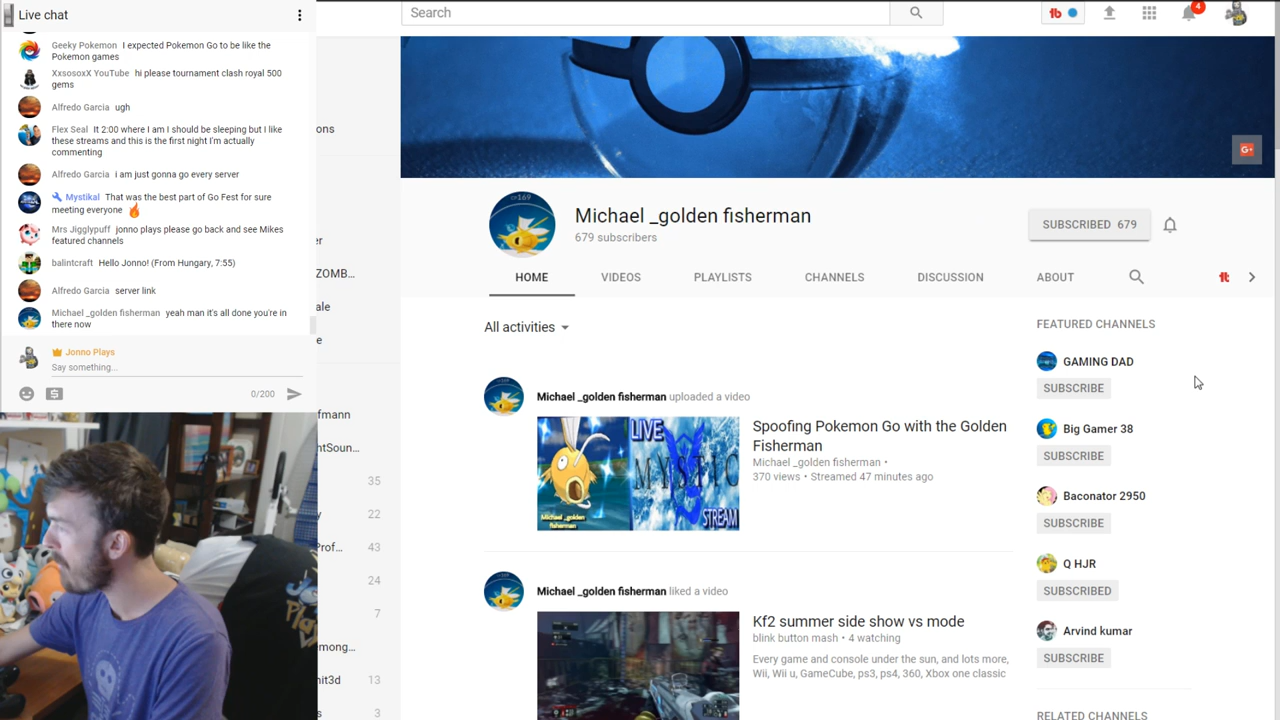 Live chat
Geeky Pokemon I expected Pokemon Go to be like the
Pokemon games
XxsosoxX YouTube hi please tournament clash royal 500
gems
Alfredo Garcia ugh
Flex Seal It 2:00 where I am I should be sleeping but I like
these streams and this is the first night I'm actually
commenting
Alfredo Garcia i am just gonna go every server
Mystikal That was the best part of Go Fest for sure
meeting everyone
Mrs Jigglypuff jonno plays please go back and see Mikes
featured channels
balintcraft Hello Jonno! (From Hungary, 7:55)
Alfredo Garcia server link
Michael _golden fisherman yeah man it's all done you're in
there now
Jonno Plays
Say something...
0/200
Search
tb
4
G+
ons
er
ZOMB...
ale
e
fmann
ntSoun...
35
y 22
Prof... 43
24
7
emong...
nit3d 13
s 3
CP169
Michael _golden fisherman
679 subscribers
SUBSCRIBED 679
HOME VIDEOS PLAYLISTS CHANNELS DISCUSSION ABOUT
All activities
Michael _golden fisherman uploaded a video
LIVE
MYSTIC
STREAM
Michael _golden
fisherman
Spoofing Pokemon Go with the Golden
Fisherman
Michael _golden fisherman •
370 views • Streamed 47 minutes ago
Michael _golden fisherman liked a video
Kf2 summer side show vs mode
blink button mash • 4 watching
Every game and console under the sun, and lots more,
Wii, Wii u, GameCube, ps3, ps4, 360, Xbox one classic
FEATURED CHANNELS
GAMING DAD
SUBSCRIBE
Big Gamer 38
SUBSCRIBE
Baconator 2950
SUBSCRIBE
Q HJR
SUBSCRIBED
Arvind kumar
SUBSCRIBE
RELATED CHANNELS